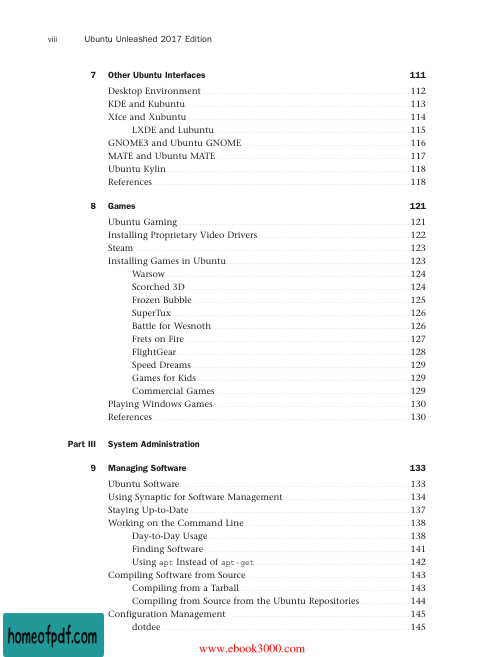 viii Ubuntu Unleashed 2017 Edition
7 Other Ubuntu Interfaces 111
Desktop Environment 112
KDE and Kubuntu 113
Xfce and Xubuntu 114
LXDE and Lubuntu 115
GNOME3 and Ubuntu GNOME 116
MATE and Ubuntu MATE 117
Ubuntu Kylin 118
References 118
8 Games 121
Ubuntu Gaming 121
Installing Proprietary Video Drivers 122
Steam 123
Installing Games in Ubuntu 123
Warsow 124
Scorched 3D 124
Frozen Bubble 125
SuperTux 126
Battle for Wesnoth 126
Frets on Fire 127
FlightGear 128
Speed Dreams 129
Games for Kids 129
Commercial Games 129
Playing Windows Games 130
References 130
Part III System Administration
9 Managing Software 133
Ubuntu Software 133
Using Synaptic for Software Management 134
Staying Up-to-Date 137
Working on the Command Line 138
Day-to-Day Usage 138
Finding Software 141
Using apt Instead of apt-get 142
Compiling Software from Source 143
Compiling from a Tarball 143
Compiling from Source from the Ubuntu Repositories 144
Configuration Management 145
dotdee 145
homeofpdf.com
www.ebook3000.com